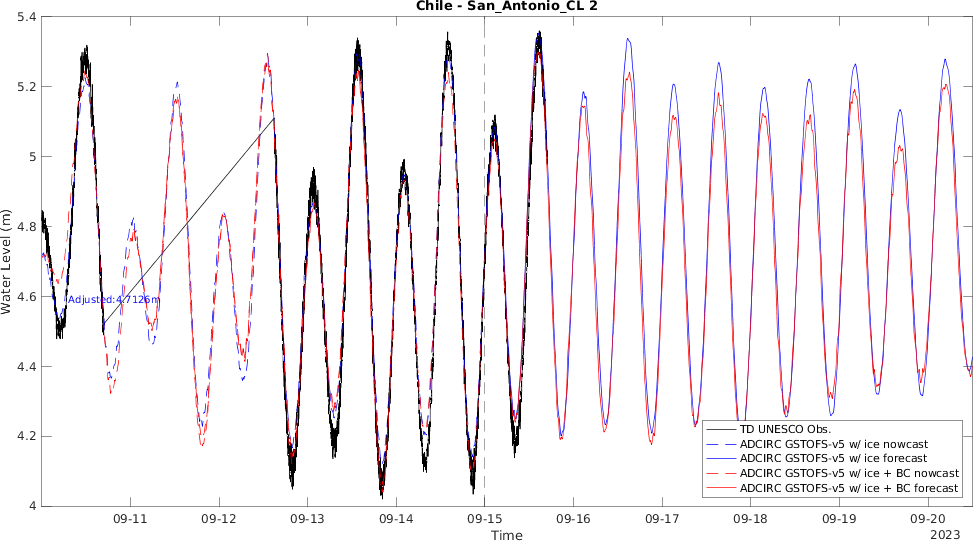 Chile - San_Antonio_CL 2
Water Level (m)
5.4
5.2
5
4.8
4.6
4.4
4.2
4
Adjusted:4.7126m
TD UNESCO Obs.
ADCIRC GSTOFS-v5 w/ ice nowcast
ADCIRC GSTOFS-v5 w/ ice forecast
ADCIRC GSTOFS-v5 w/ ice + BC nowcast
ADCIRC GSTOFS-v5 w/ ice + BC forecast
09-11 09-12 09-13 09-14 09-15 09-16 09-17 09-18 09-19 09-20
Time
2023